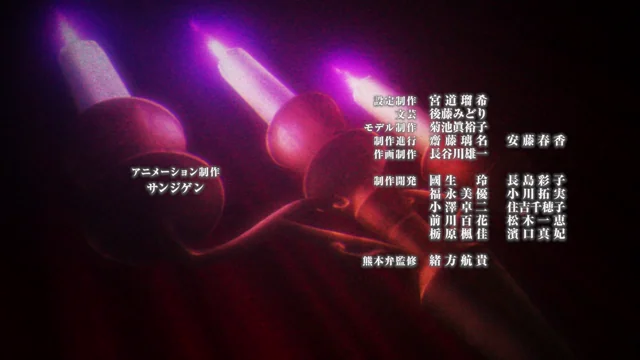 設定制作 宮道瑠希
文芸 後藤みどり
モデル制作 菊池眞裕子
制作進行 齋藤璃名 安藤春香
作画制作 長谷川雄一
アニメーション制作
サンジゲン
制作開発 國生 玲 長島彩子
福永美優 小川拓実
小澤卓二 住吉千穂子
前川百花 松木一恵
栃原楓佳 濱口真妃
熊本弁監修 緒方航貴